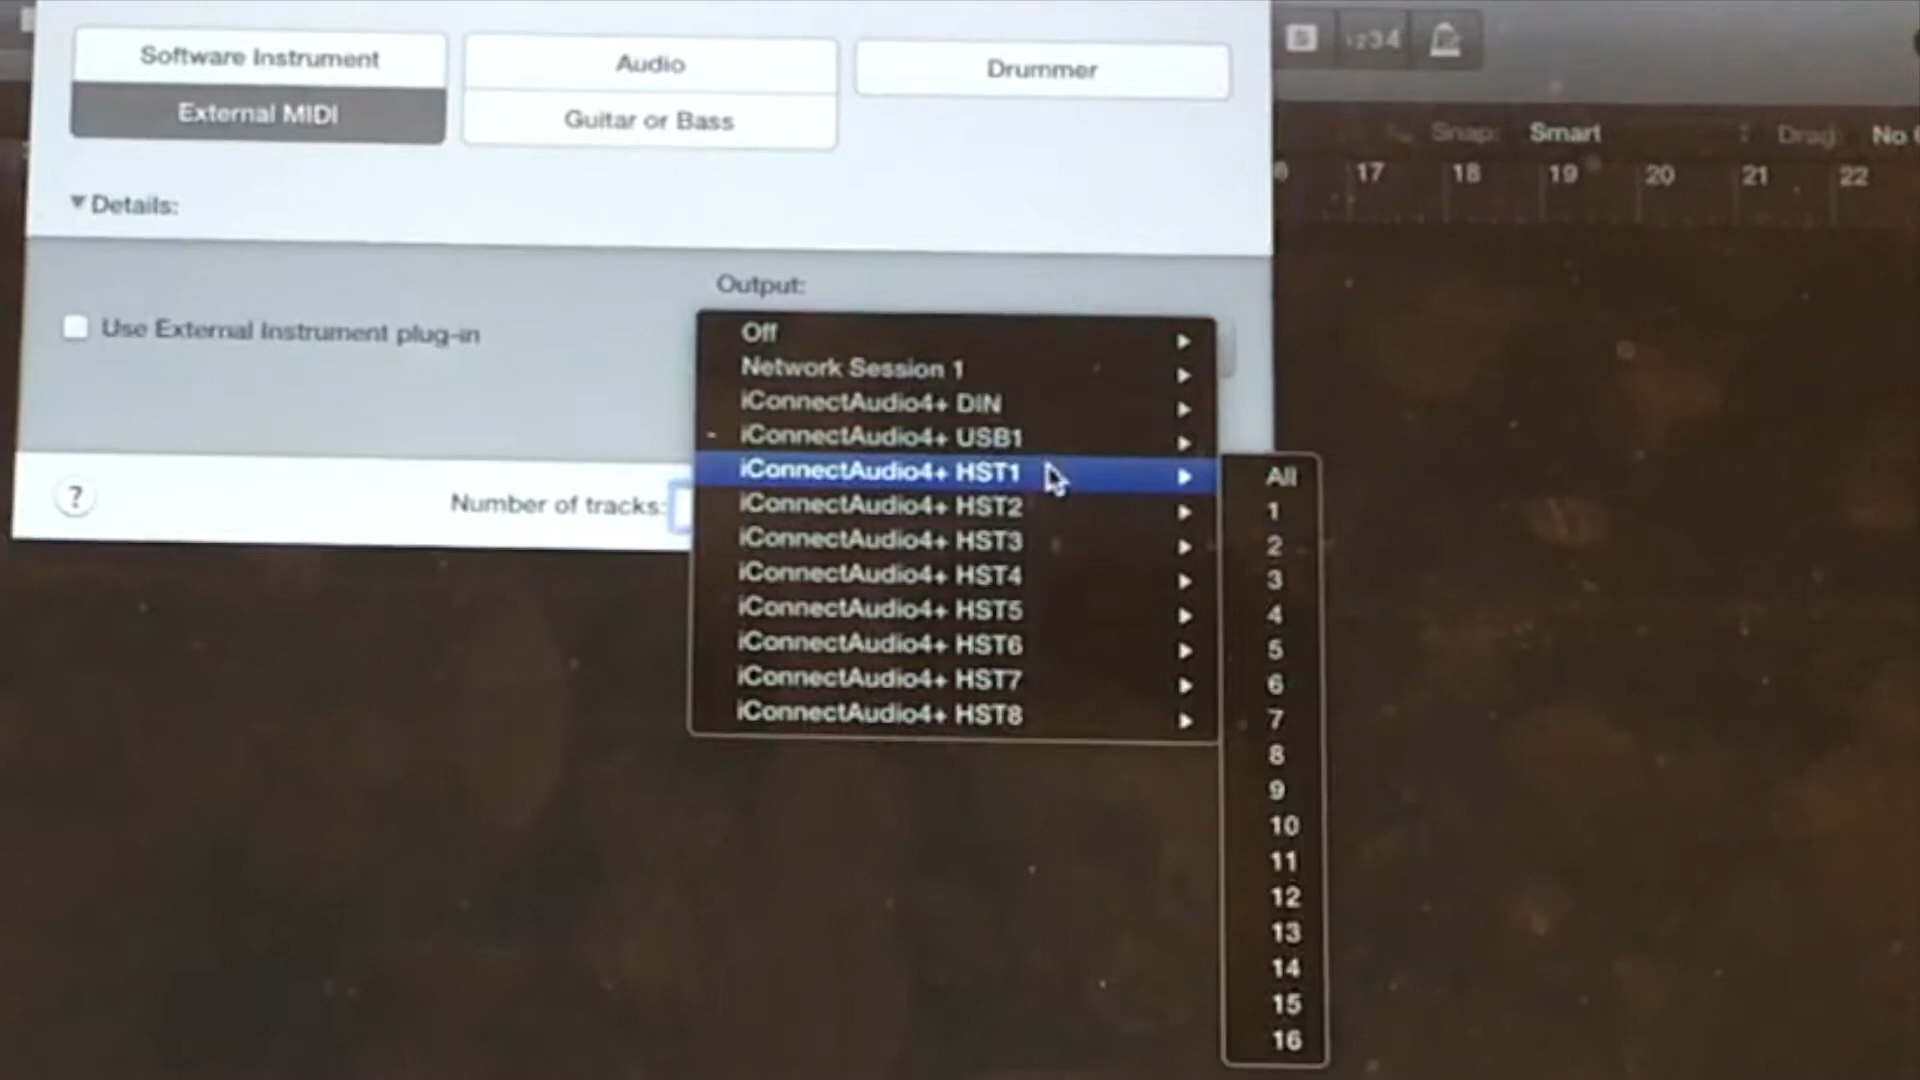 Software Instrument
Audio
Drummer
External MIDI
Guitar or Bass
S
1234
Snap: Smart
Drag: No
17 18 19 20 21 22
Details:
Output:
Use External Instrument plug-in
Off
Network Session 1
iConnectAudio4+ DIN
- iConnectAudio4+ USB1
iConnectAudio4+ HST1
iConnectAudio4+ HST2
iConnectAudio4+ HST3
iConnectAudio4+ HST4
iConnectAudio4+ HST5
iConnectAudio4+ HST6
iConnectAudio4+ HST7
iConnectAudio4+ HST8
?
Number of tracks:
All
1
2
3
4
5
6
7
8
9
10
11
12
13
14
15
16